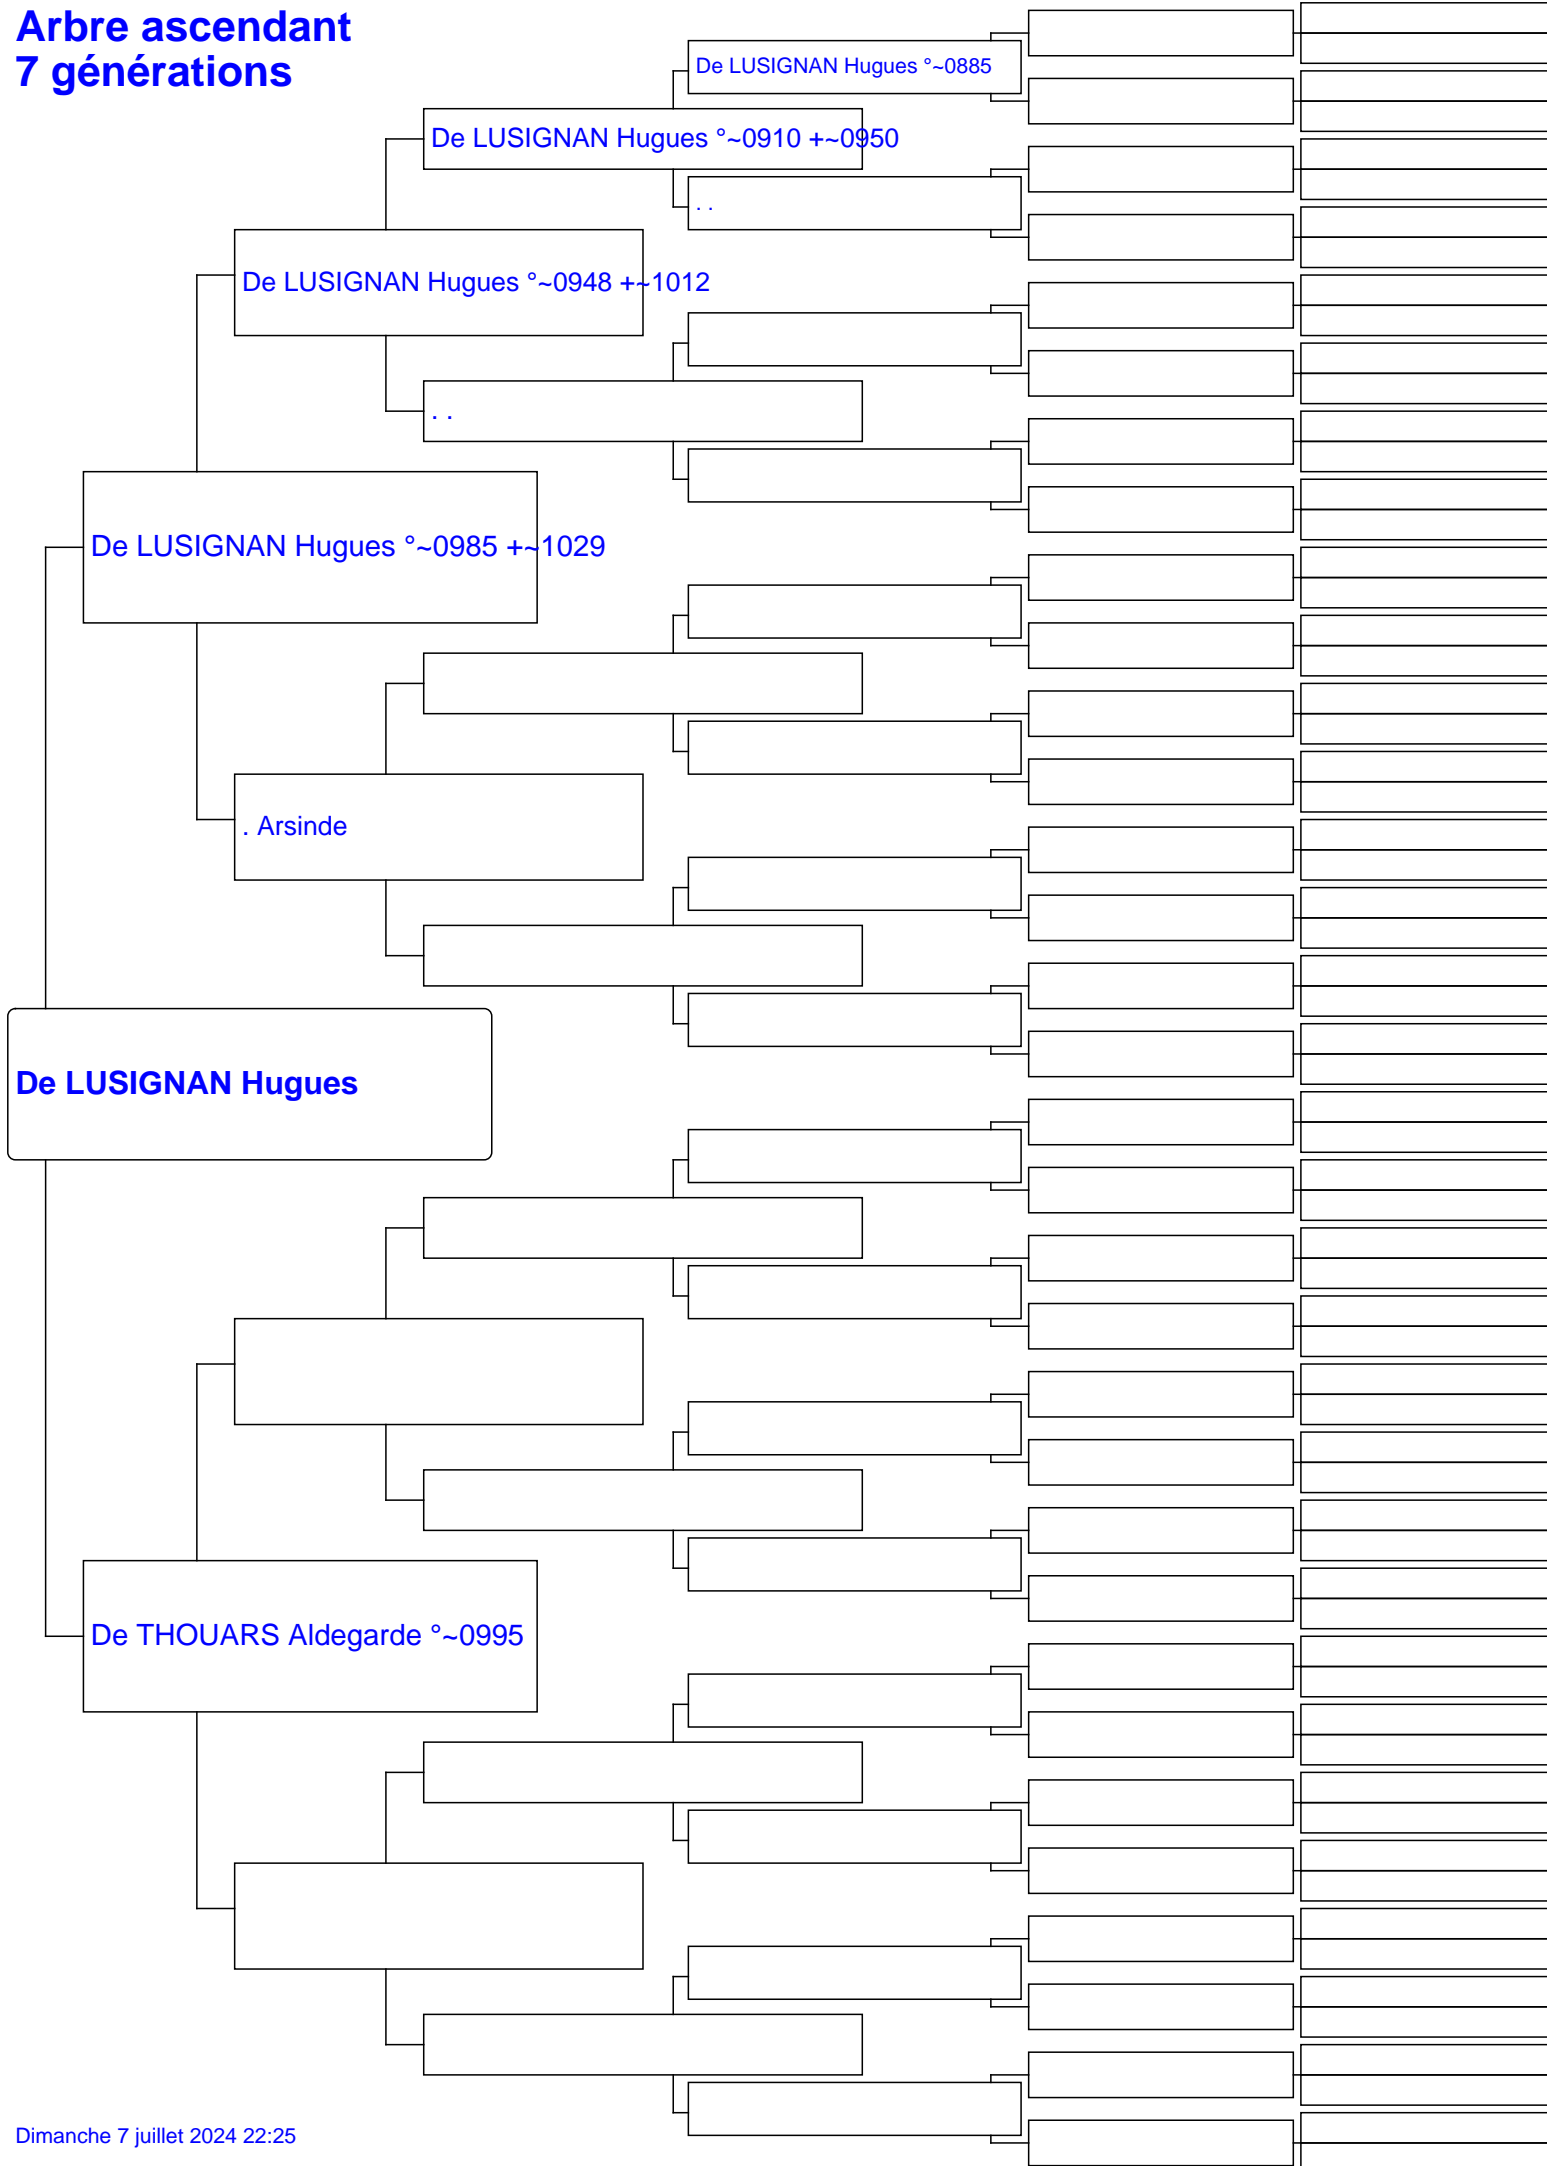 Arbre ascendant
7 générations
De LUSIGNAN Hugues °~0885
De LUSIGNAN Hugues °~0910 +~0950
. .
De LUSIGNAN Hugues °~0948 +~1012
. .
De LUSIGNAN Hugues °~0985 +~1029
. Arsinde
De LUSIGNAN Hugues
De THOUARS Aldegarde °~0995
Dimanche 7 juillet 2024 22:25